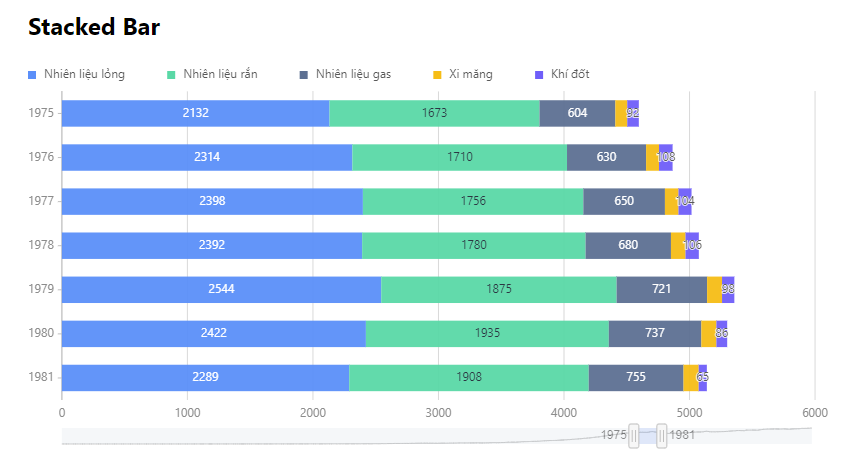 Stacked Bar
Nhiên liệu lỏng Nhiên liệu rắn Nhiên liệu gas Xi măng Khí đốt
1975 2132 1673 604 92
1976 2314 1710 630 108
1977 2398 1756 650 104
1978 2392 1780 680 106
1979 2544 1875 721 98
1980 2422 1935 737 86
1981 2289 1908 755 65
0 1000 2000 3000 4000 5000 6000
1975 1981